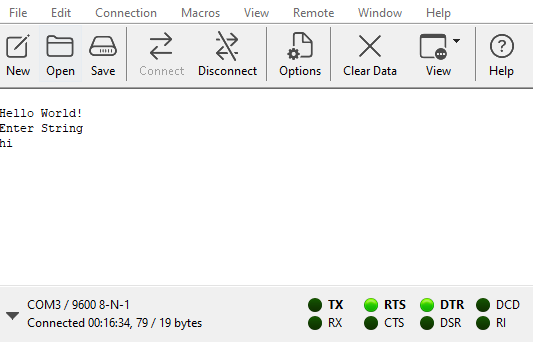 File Edit Connection Macros View Remote Window Help
New Open Save Connect Disconnect Options Clear Data View Help
Hello World!
Enter String
hi
COM3 / 9600 8-N-1
Connected 00:16:34, 79 / 19 bytes
TX RTS DTR DCD
RX CTS DSR RI